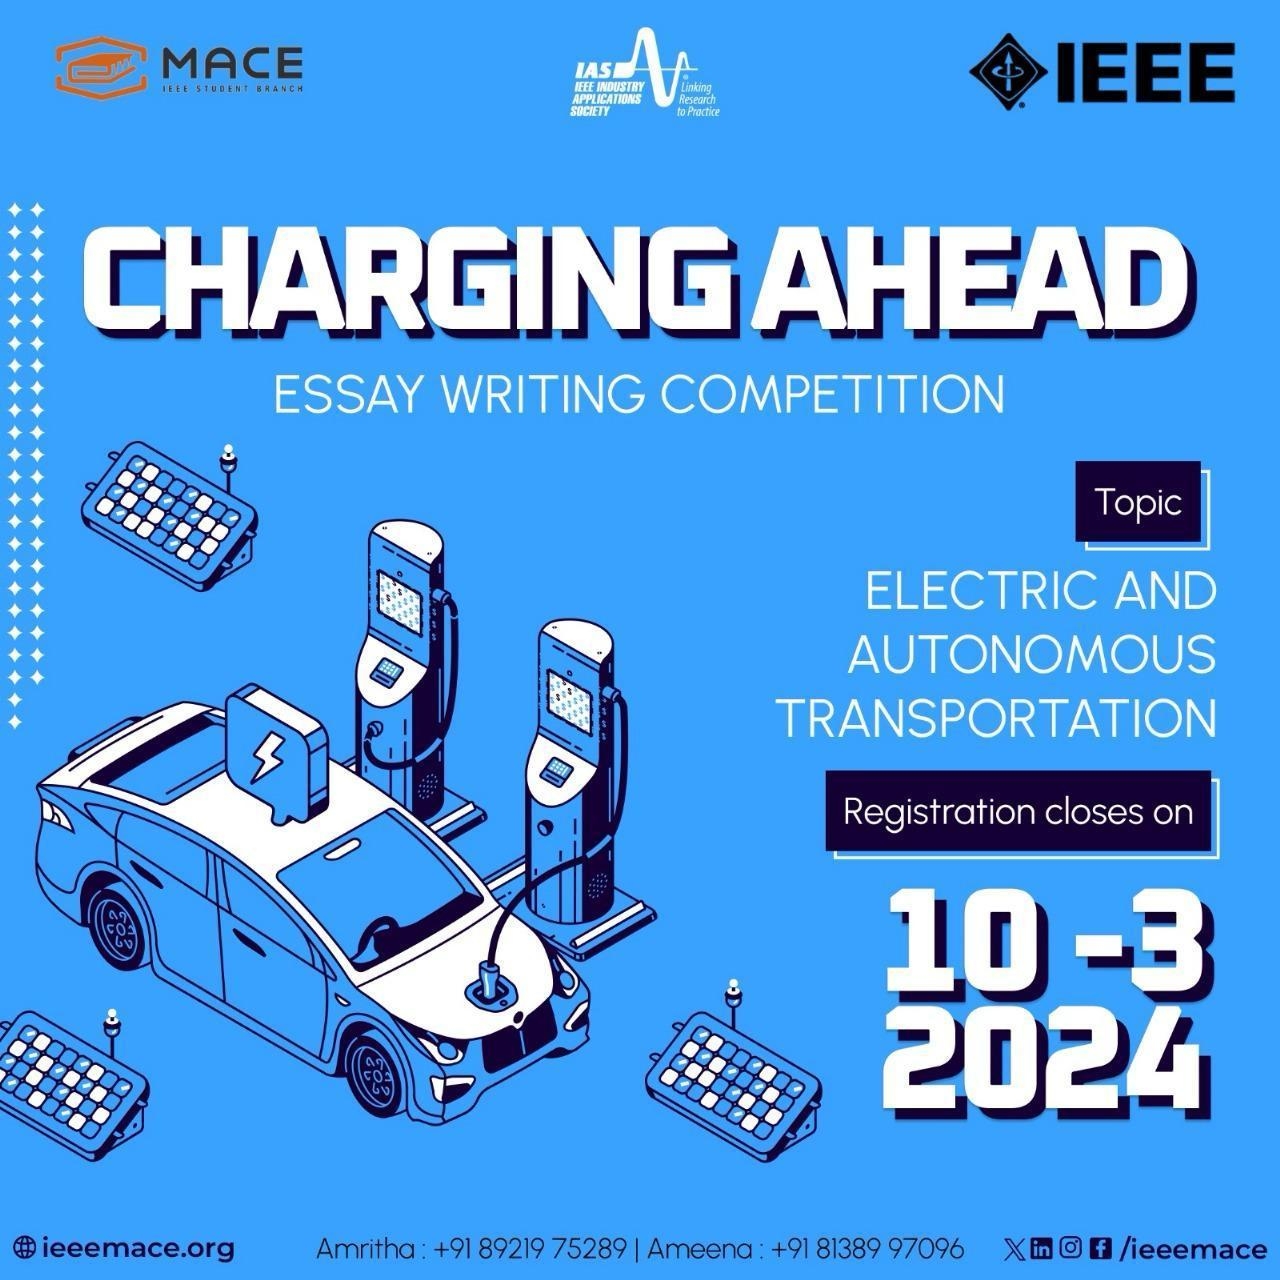 MACE
IEEE STUDENT BRANCH
IAS
IEEE INDUSTRY
APPLICATIONS
SOCIETY
®
Linking
Research
to Practice
IEEE
®
CHARGING AHEAD
ESSAY WRITING COMPETITION
Topic
ELECTRIC AND
AUTONOMOUS
TRANSPORTATION
Registration closes on
10 -3
2024
ieeemace.org
Amritha : +91 89219 75289 | Ameena : +91 81389 97096
/ieeemace